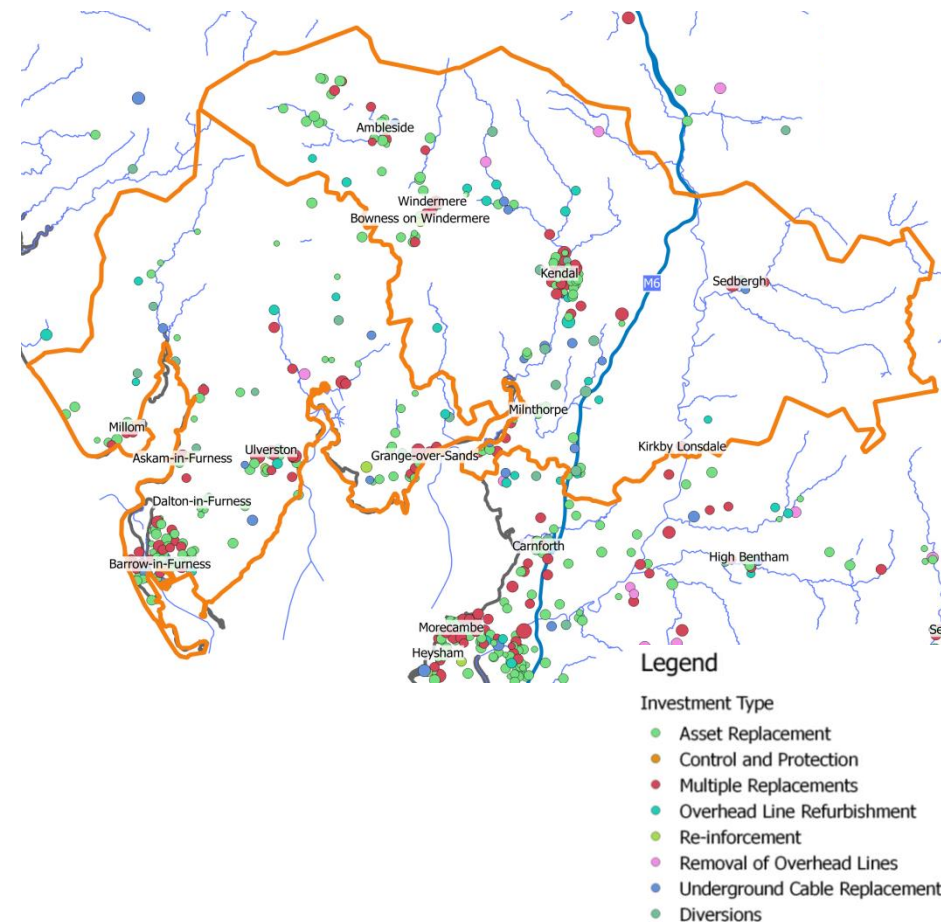 Ambleside
Windermere
Bowness on Windermere
Kendal
M6
Sedbergh
Milnthorpe
Millom
Askam-in-Furness
Ulverston
Grange-over-Sands
Kirkby Lonsdale
Dalton-in-Furness
Carnforth
High Bentham
Barrow-in-Furness
Morecambe
Se
Heysham
Legend
Investment Type
Asset Replacement
Control and Protection
Multiple Replacements
Overhead Line Refurbishment
Re-inforcement
Removal of Overhead Lines
Underground Cable Replacement
Diversions